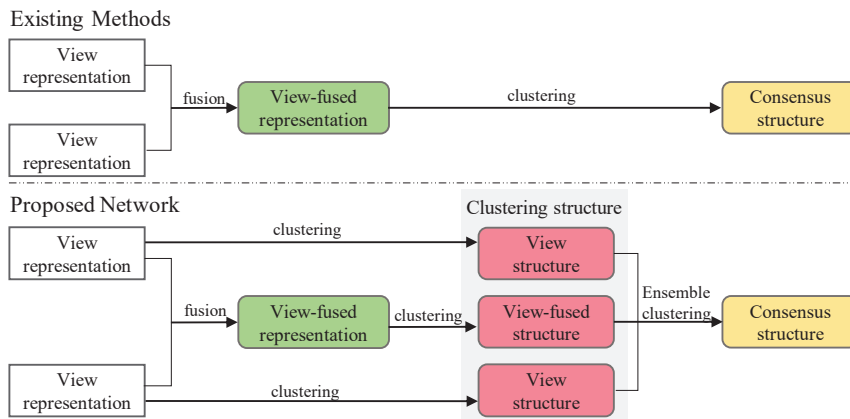 Existing Methods
View
representation
fusion
View
representation
View-fused
representation
clustering
Consensus
structure
Proposed Network
View
representation
clustering
Clustering structure
View
structure
fusion
View-fused
representation
clustering
View-fused
structure
Ensemble
clustering
Consensus
structure
View
representation
clustering
View
structure